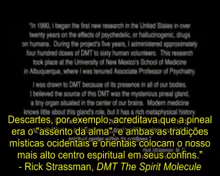 "In 1990, I began the first new research in the United States in over
twenty years on the effects of psychedelic, or hallucinogenic, drugs
on humans. During the project's five years, I administered approximately
four hundred doses of DMT to sixty human volunteers. This research
took place at the University of New Mexico's School of Medicine
in Albuquerque, where I was tenured Associate Professor of Psychiatry.
I was drawn to DMT because of its presence in all of our bodies.
I believed the source of this DMT was the mysterious pineal gland,
a tiny organ situated in the center of our brains. Modern medicine
knows little about this gland's role, but it has a rich metaphysical history.
Descartes, por exemplo, acreditava que a pineal
era o "assento da alma", e ambas as tradições
místicas ocidentais e orientais colocam o nosso
mais alto centro espiritual em seus confins."
- Rick Strassman, DMT The Spirit Molecule